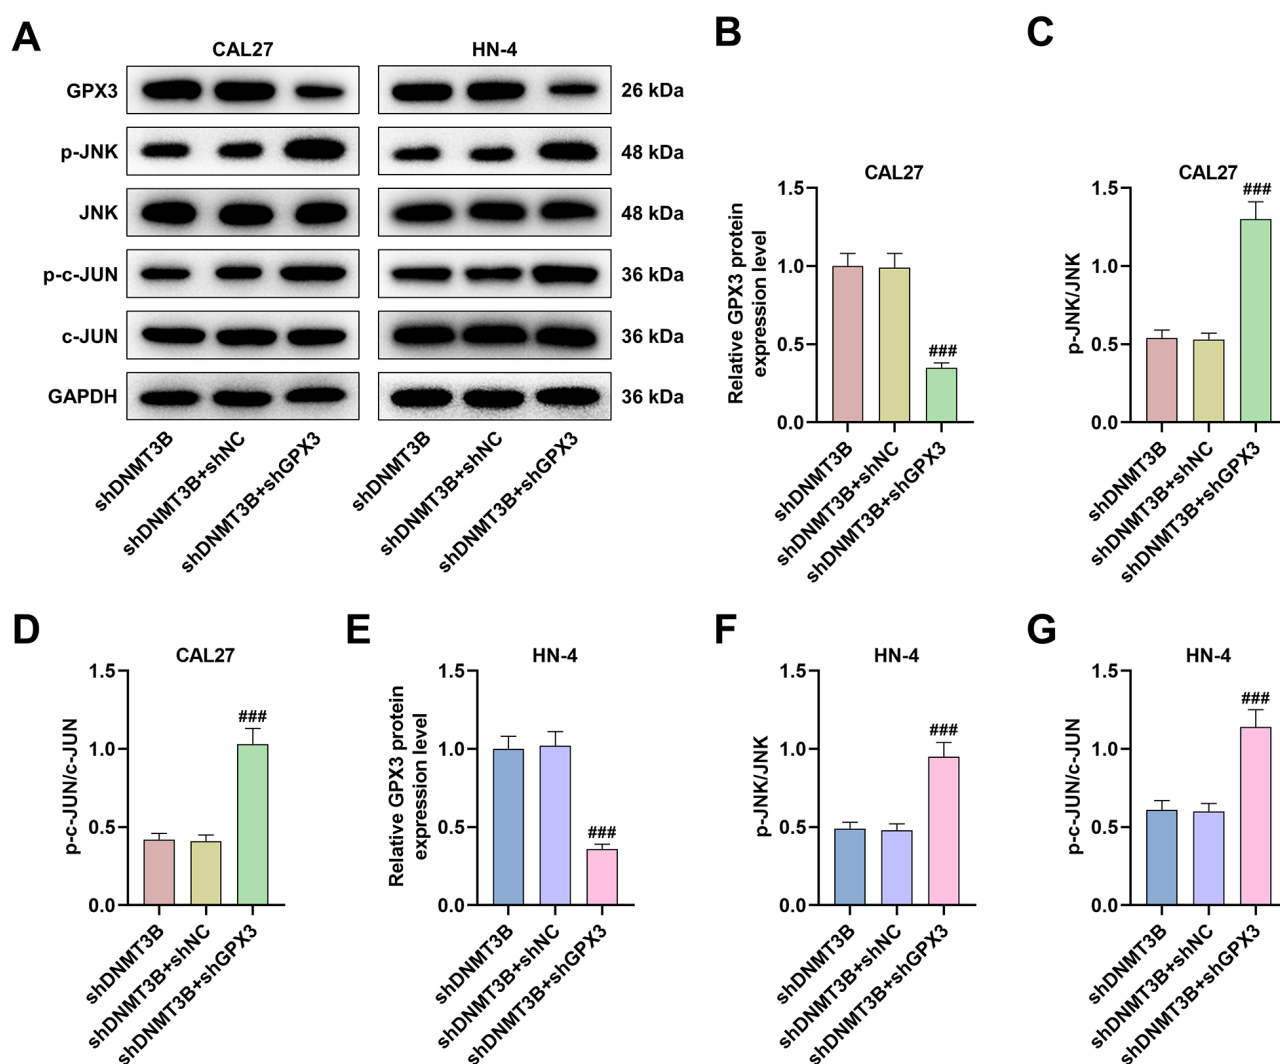 A
CAL27
HN-4
GPX3
26 kDa
p-JNK
48 kDa
JNK
48 kDa
p-c-JUN
36 kDa
c-JUN
36 kDa
GAPDH
36 kDa
shDNMT3B
shDNMT3B+shNC
shDNMT3B+shGPX3
shDNMT3B
shDNMT3B+shNC
shDNMT3B+shGPX3
B
CAL27
Relative GPX3 protein
expression level
1.5
1.0
0.5
0.0
###
shDNMT3B
shDNMT3B+shNC
shDNMT3B+shGPX3
C
CAL27
p-JNK/JNK
1.5
1.0
0.5
0.0
###
shDNMT3B
shDNMT3B+shNC
shDNMT3B+shGPX3
D
CAL27
p-c-JUN/c-JUN
1.5
1.0
0.5
0.0
###
shDNMT3B
shDNMT3B+shNC
shDNMT3B+shGPX3
E
HN-4
Relative GPX3 protein
expression level
1.5
1.0
0.5
0.0
###
shDNMT3B
shDNMT3B+shNC
shDNMT3B+shGPX3
F
HN-4
p-JNK/JNK
1.5
1.0
0.5
0.0
###
shDNMT3B
shDNMT3B+shNC
shDNMT3B+shGPX3
G
HN-4
p-c-JUN/c-JUN
1.5
1.0
0.5
0.0
###
shDNMT3B
shDNMT3B+shNC
shDNMT3B+shGPX3